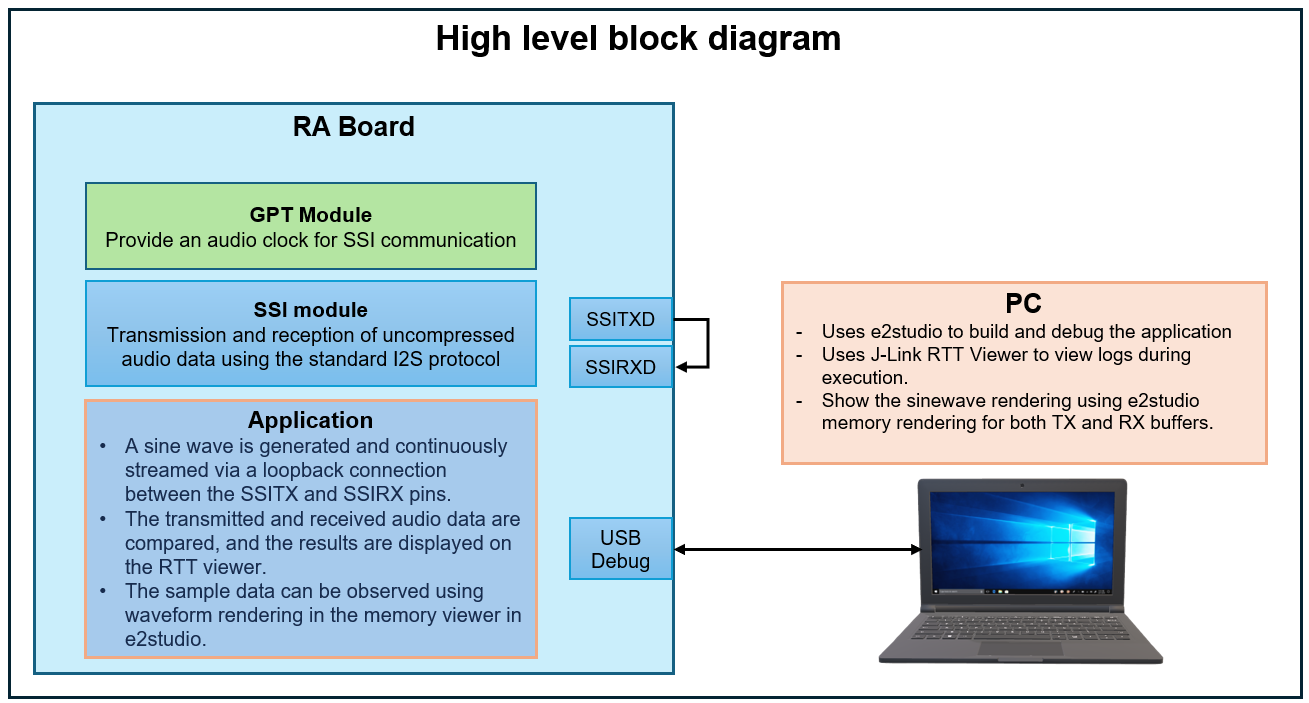 High level block diagram
RA Board
GPT Module
Provide an audio clock for SSI communication
SSI module
Transmission and reception of uncompressed
audio data using the standard I2S protocol
SSITXD
SSIRXD
Application
• A sine wave is generated and continuously
streamed via a loopback connection
between the SSITX and SSIRX pins.
• The transmitted and received audio data are
compared, and the results are displayed on
the RTT viewer.
• The sample data can be observed using
waveform rendering in the memory viewer in
e2studio.
USB
Debug
PC
- Uses e2studio to build and debug the application
- Uses J-Link RTT Viewer to view logs during
execution.
- Show the sinewave rendering using e2studio
memory rendering for both TX and RX buffers.